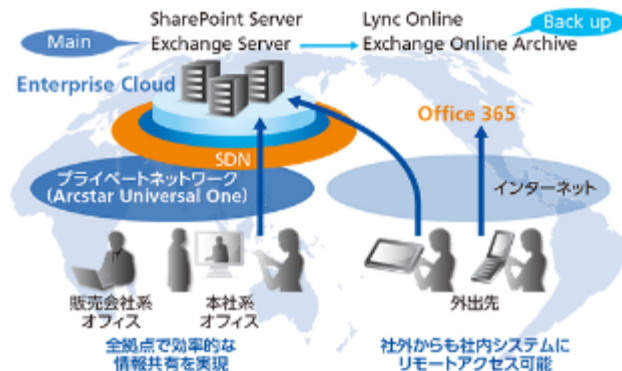 SharePoint Server
Exchange Server
Main
Lync Online
Exchange Online Archive
Back up
Enterprise Cloud
Office 365
SDN
プライベートネットワーク
(Arcstar Universal One)
インターネット
販売会社系
オフィス
本社系
オフィス
外出先
全拠点で効率的な
情報共有を実現
社外からも社内システムに
リモートアクセス可能